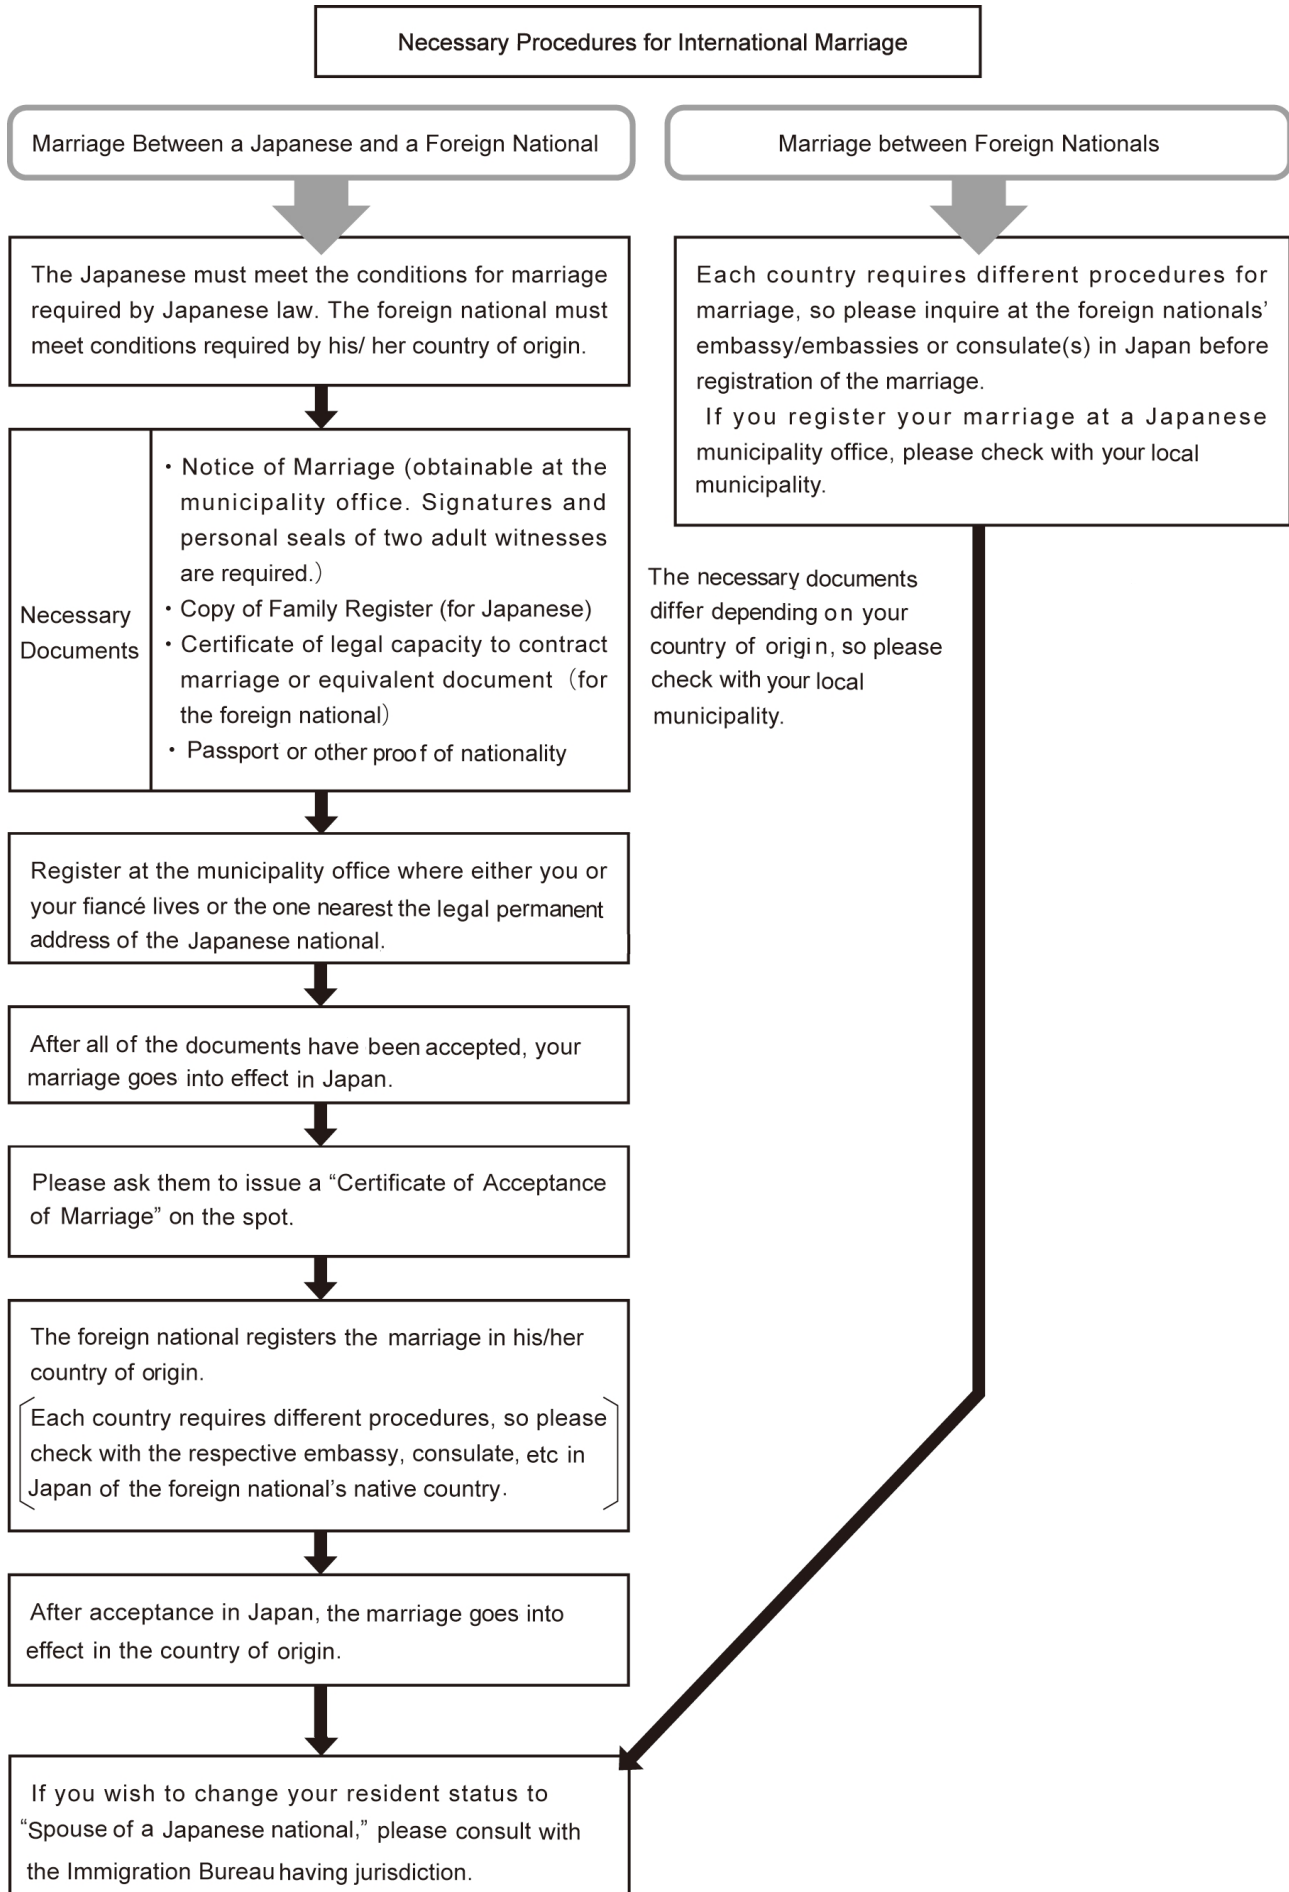 Necessary Procedures for International Marriage
Marriage Between a Japanese and a Foreign National
Marriage between Foreign Nationals
The Japanese must meet the conditions for marriage
required by Japanese law. The foreign national must
meet conditions required by his/ her country of origin.
Each country requires different procedures for
marriage, so please inquire at the foreign nationals’
embassy/embassies or consulate(s) in Japan before
registration of the marriage.
If you register your marriage at a Japanese
municipality office, please check with your local
municipality.
Necessary
Documents
・Notice of Marriage (obtainable at the
municipality office. Signatures and
personal seals of two adult witnesses
are required.）
・Copy of Family Register (for Japanese)
・Certificate of legal capacity to contract
marriage or equivalent document（for
the foreign national）
・Passport or other proof of nationality
The necessary documents
differ depending on your
country of origin, so please
check with your local
municipality.
Register at the municipality office where either you or
your fiancé lives or the one nearest the legal permanent
address of the Japanese national.
After all of the documents have been accepted, your
marriage goes into effect in Japan.
Please ask them to issue a “Certificate of Acceptance
of Marriage” on the spot.
The foreign national registers the marriage in his/her
country of origin.
Each country requires different procedures, so please
check with the respective embassy, consulate, etc in
Japan of the foreign national’s native country.
After acceptance in Japan, the marriage goes into
effect in the country of origin.
If you wish to change your resident status to
“Spouse of a Japanese national,” please consult with
the Immigration Bureau having jurisdiction.